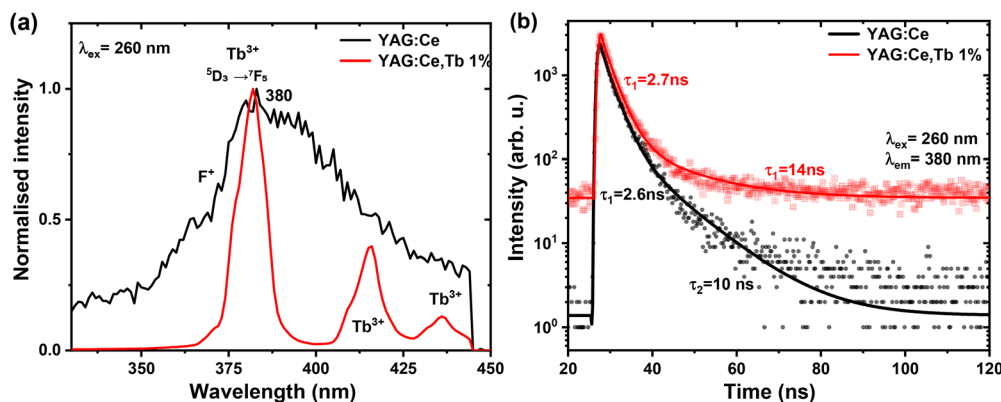 (a)
λex= 260 nm
Tb3+
5D3 →7F5
380
YAG:Ce
YAG:Ce,Tb 1%
F+
Tb3+
Tb3+
1.0
0.5
0.0
350
375
400
425
450
Normalised intensity
Wavelength (nm)
(b)
YAG:Ce
YAG:Ce,Tb 1%
τ1=2.7ns
λex = 260 nm
λem = 380 nm
τ1=14ns
τ1=2.6ns
τ2=10 ns
103
102
101
100
20
40
60
80
100
120
Intensity (arb. u.)
Time (ns)